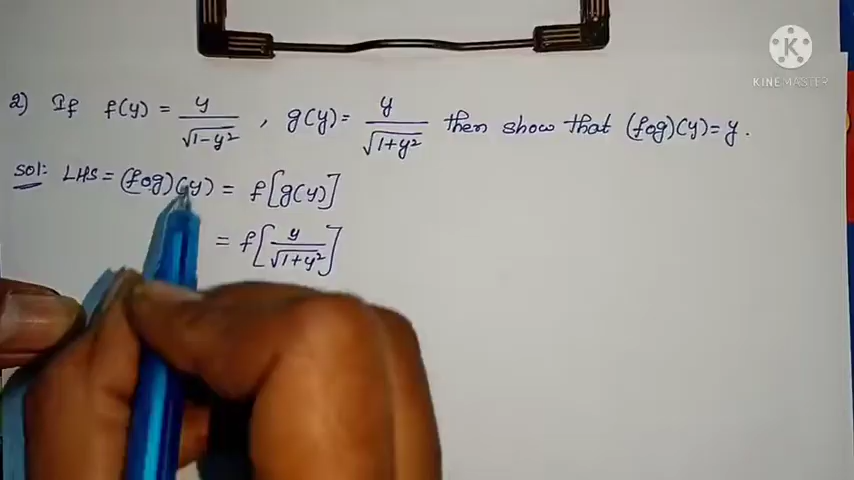 KINEMASTER
2) If f(y) = y/√(1-y²) , g(y) = y/√(1+y²) then show that (fog)(y) = y.
Sol: LHS = (fog)(y) = f[g(y)]
= f[y/√(1+y²)]